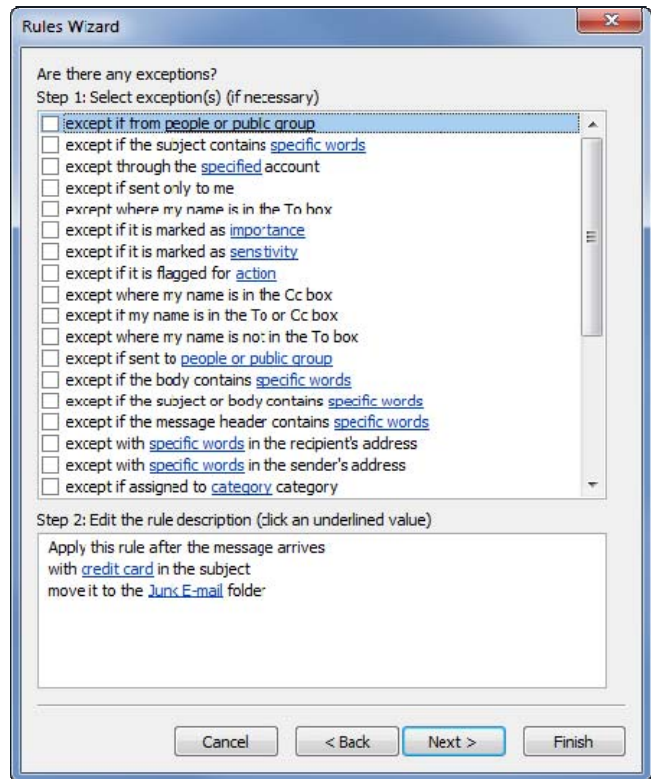 Rules Wizard
Are there any exceptions?
Step 1: Select exception(s) (if necessary)
except if from people or public group
except if the subject contains specific words
except through the specified account
except if sent only to me
except where my name is in the To box
except if it is marked as importance
except if it is marked as sensitivity
except if it is flagged for action
except where my name is in the Cc box
except if my name is in the To or Cc box
except where my name is not in the To box
except if sent to people or public group
except if the body contains specific words
except if the subject or body contains specific words
except if the message header contains specific words
except with specific words in the recipient's address
except with specific words in the sender's address
except if assigned to category category
Step 2: Edit the rule description (click an underlined value)
Apply this rule after the message arrives
with credit card in the subject
move it to the Junk E-mail folder
Cancel
< Back
Next >
Finish